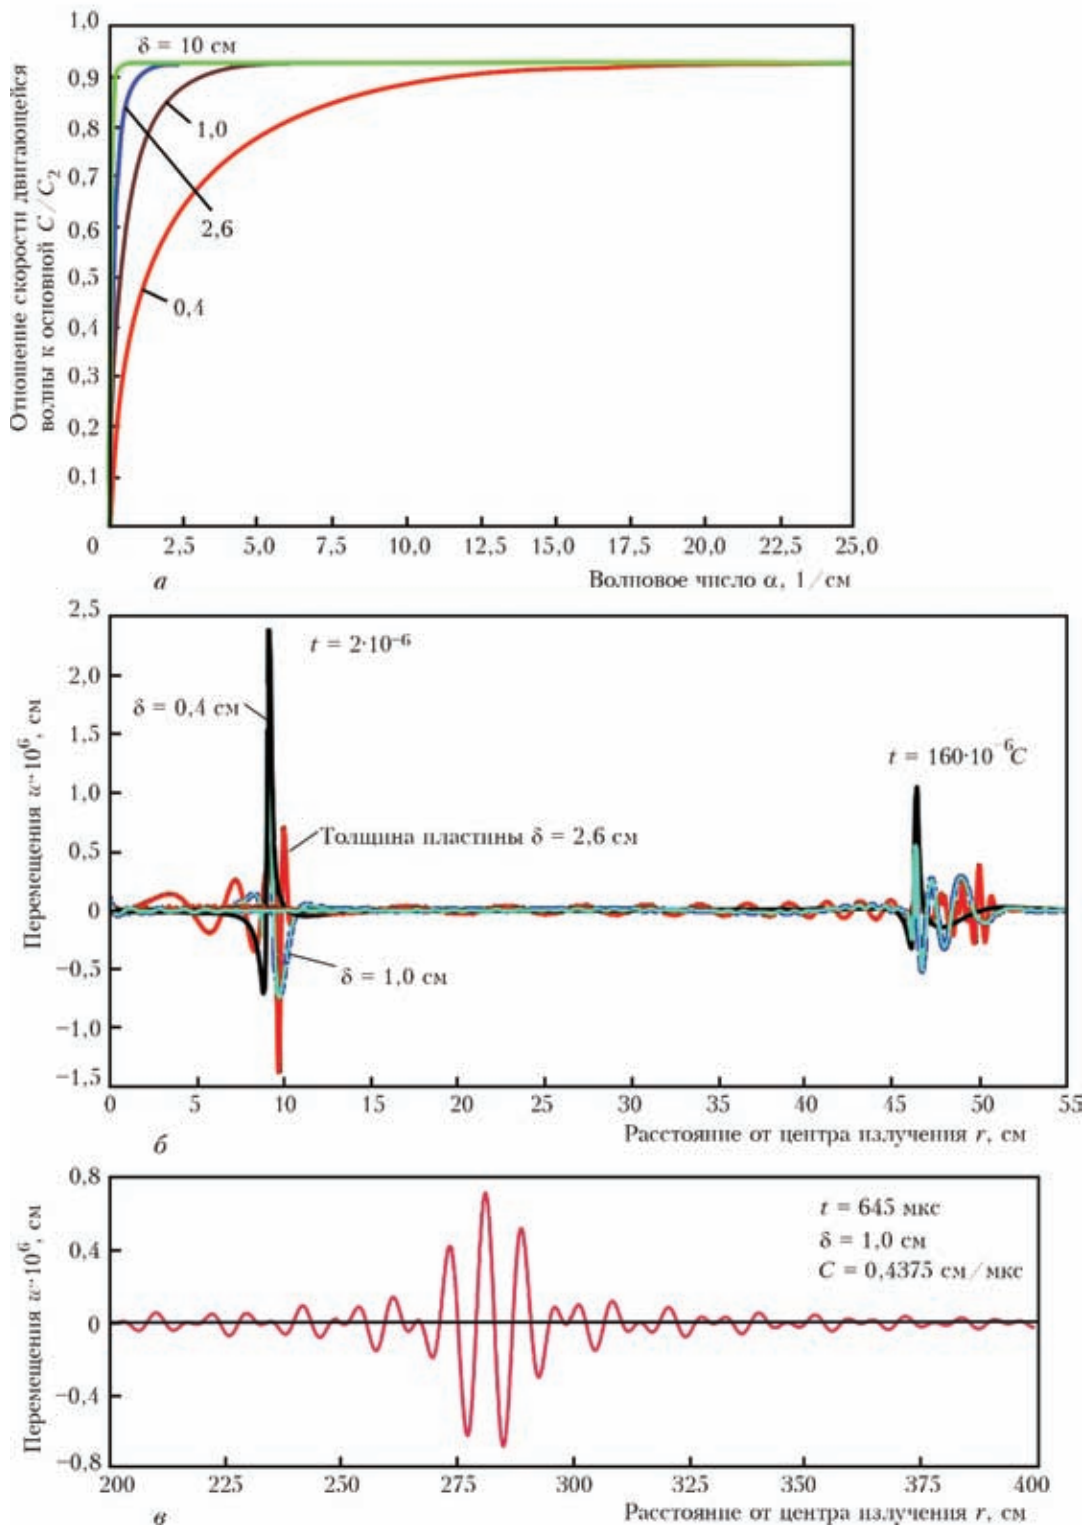 Отношение скорости двигающейся
волны к основной C/C₂
1,0
0,9
0,8
0,7
0,6
0,5
0,4
0,3
0,2
0,1
0
δ = 10 см
1,0
2,6
0,4
2,5 5,0 7,5 10,0 12,5 15,0 17,5 20,0 22,5 25,0
а
Волновое число α, 1/см
Перемещения u·10⁶, см
2,5
2,0
1,5
1,0
0,5
0
−0,5
−1,0
−1,5
t = 2·10⁻⁶
δ = 0,4 см
t = 160·10⁻⁶С
Толщина пластины δ = 2,6 см
δ = 1,0 см
0 5 10 15 20 25 30 35 40 45 50 55
б
Расстояние от центра излучения r, см
Перемещения u·10⁶, см
0,8
0,4
0
−0,4
−0,8
t = 645 мкс
δ = 1,0 см
C = 0,4375 см/мкс
200 225 250 275 300 325 350 375 400
в
Расстояние от центра излучения r, см